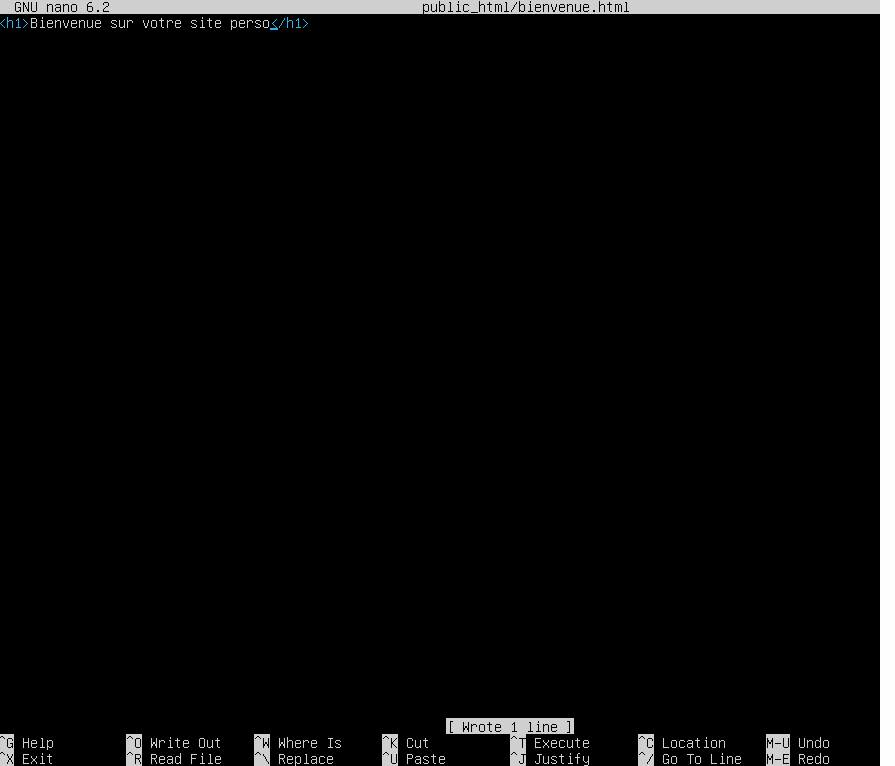 GNU nano 6.2 public_html/bienvenue.html
<h1>Bienvenue sur votre site perso</h1>
[ Wrote 1 line ]
^G Help ^O Write Out ^W Where Is ^K Cut ^T Execute ^C Location M-U Undo
^X Exit ^R Read File ^\ Replace ^U Paste ^J Justify ^/ Go To Line M-E Redo